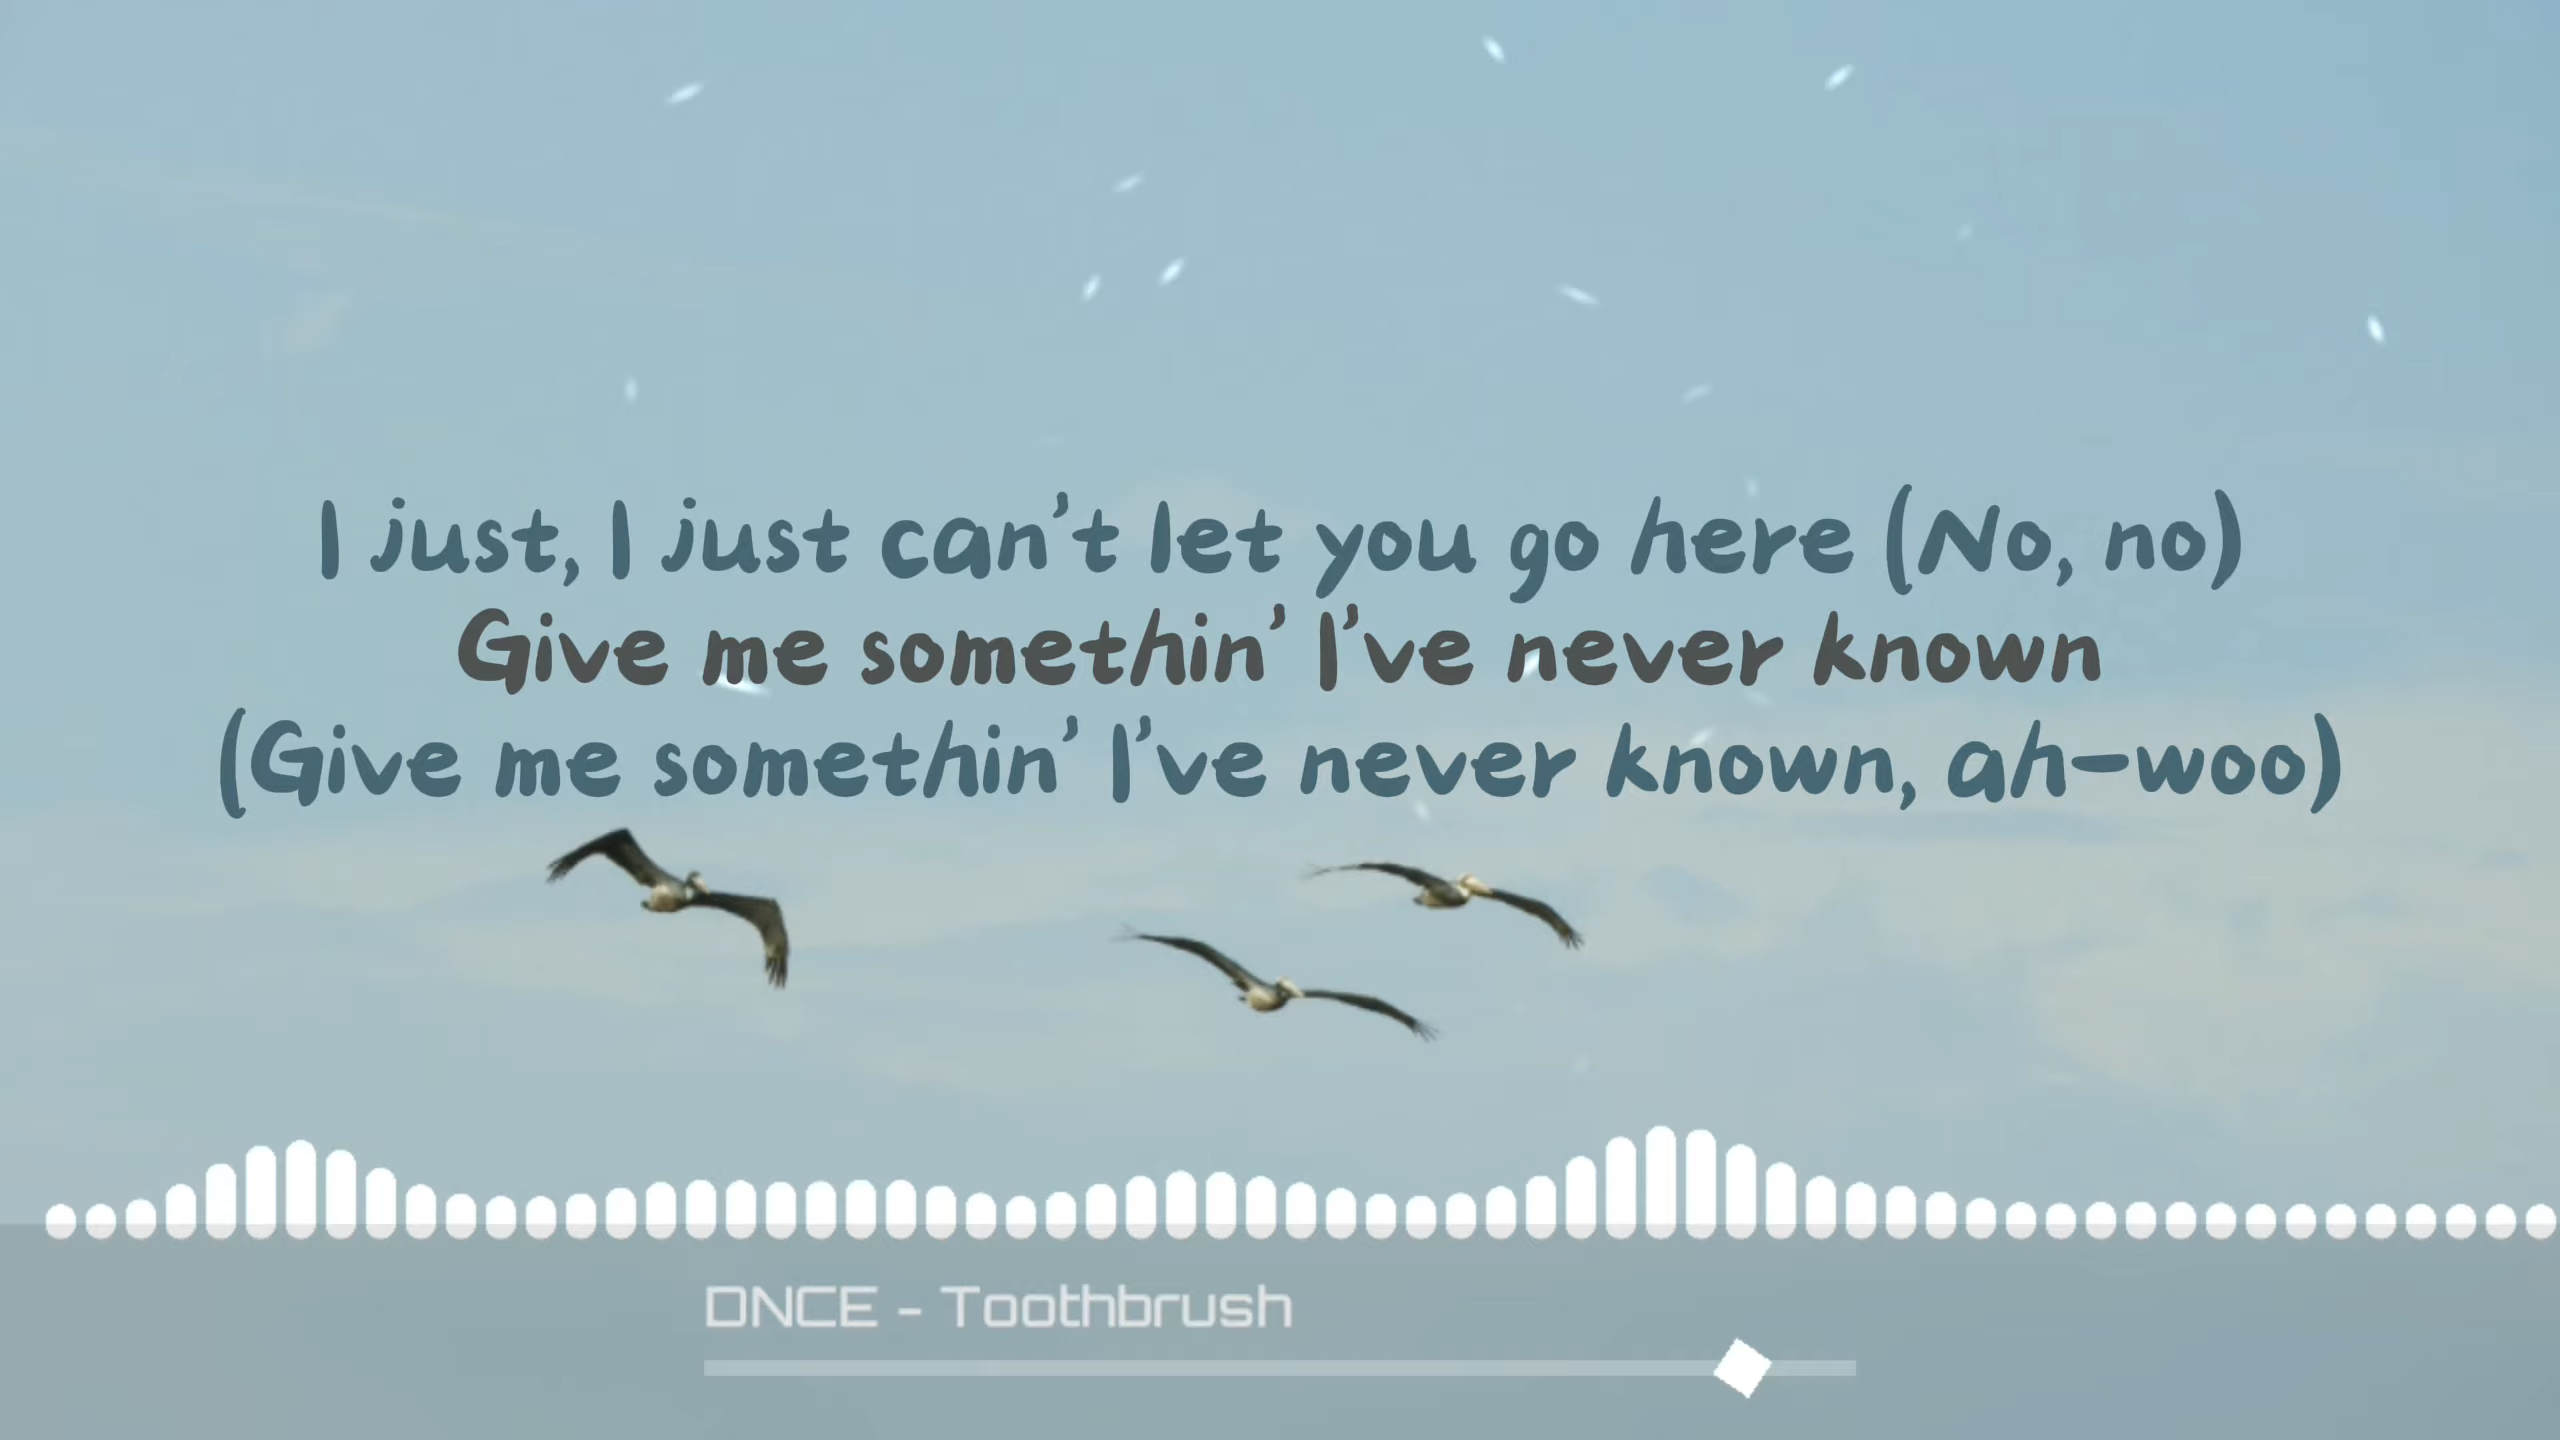 I just, I just can't let you go here (No, no)
Give me somethin' I've never known
(Give me somethin' I've never known, ah-woo)
DNCE - Toothbrush